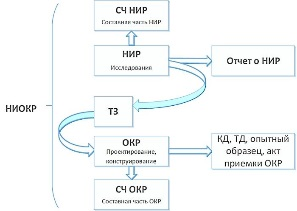 СЧ НИР
Составная часть НИР
НИР
Исследования
Отчет о НИР
НИОКР
ТЗ
ОКР
Проектирование,
конструирование
КД, ТД, опытный
образец, акт
приемки ОКР
СЧ ОКР
Составная часть ОКР